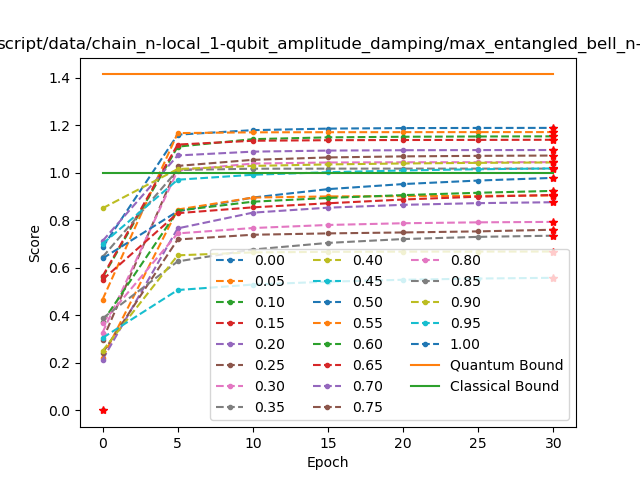 script/data/chain_n-local_1-qubit_amplitude_damping/max_entangled_bell_n-
1.4
1.2
1.0
0.8
0.6
0.4
0.2
0.0
Score
0 5 10 15 20 25 30
Epoch
0.00 0.40 0.80
0.05 0.45 0.85
0.10 0.50 0.90
0.15 0.55 0.95
0.20 0.60 1.00
0.25 0.65 Quantum Bound
0.30 0.70 Classical Bound
0.35 0.75